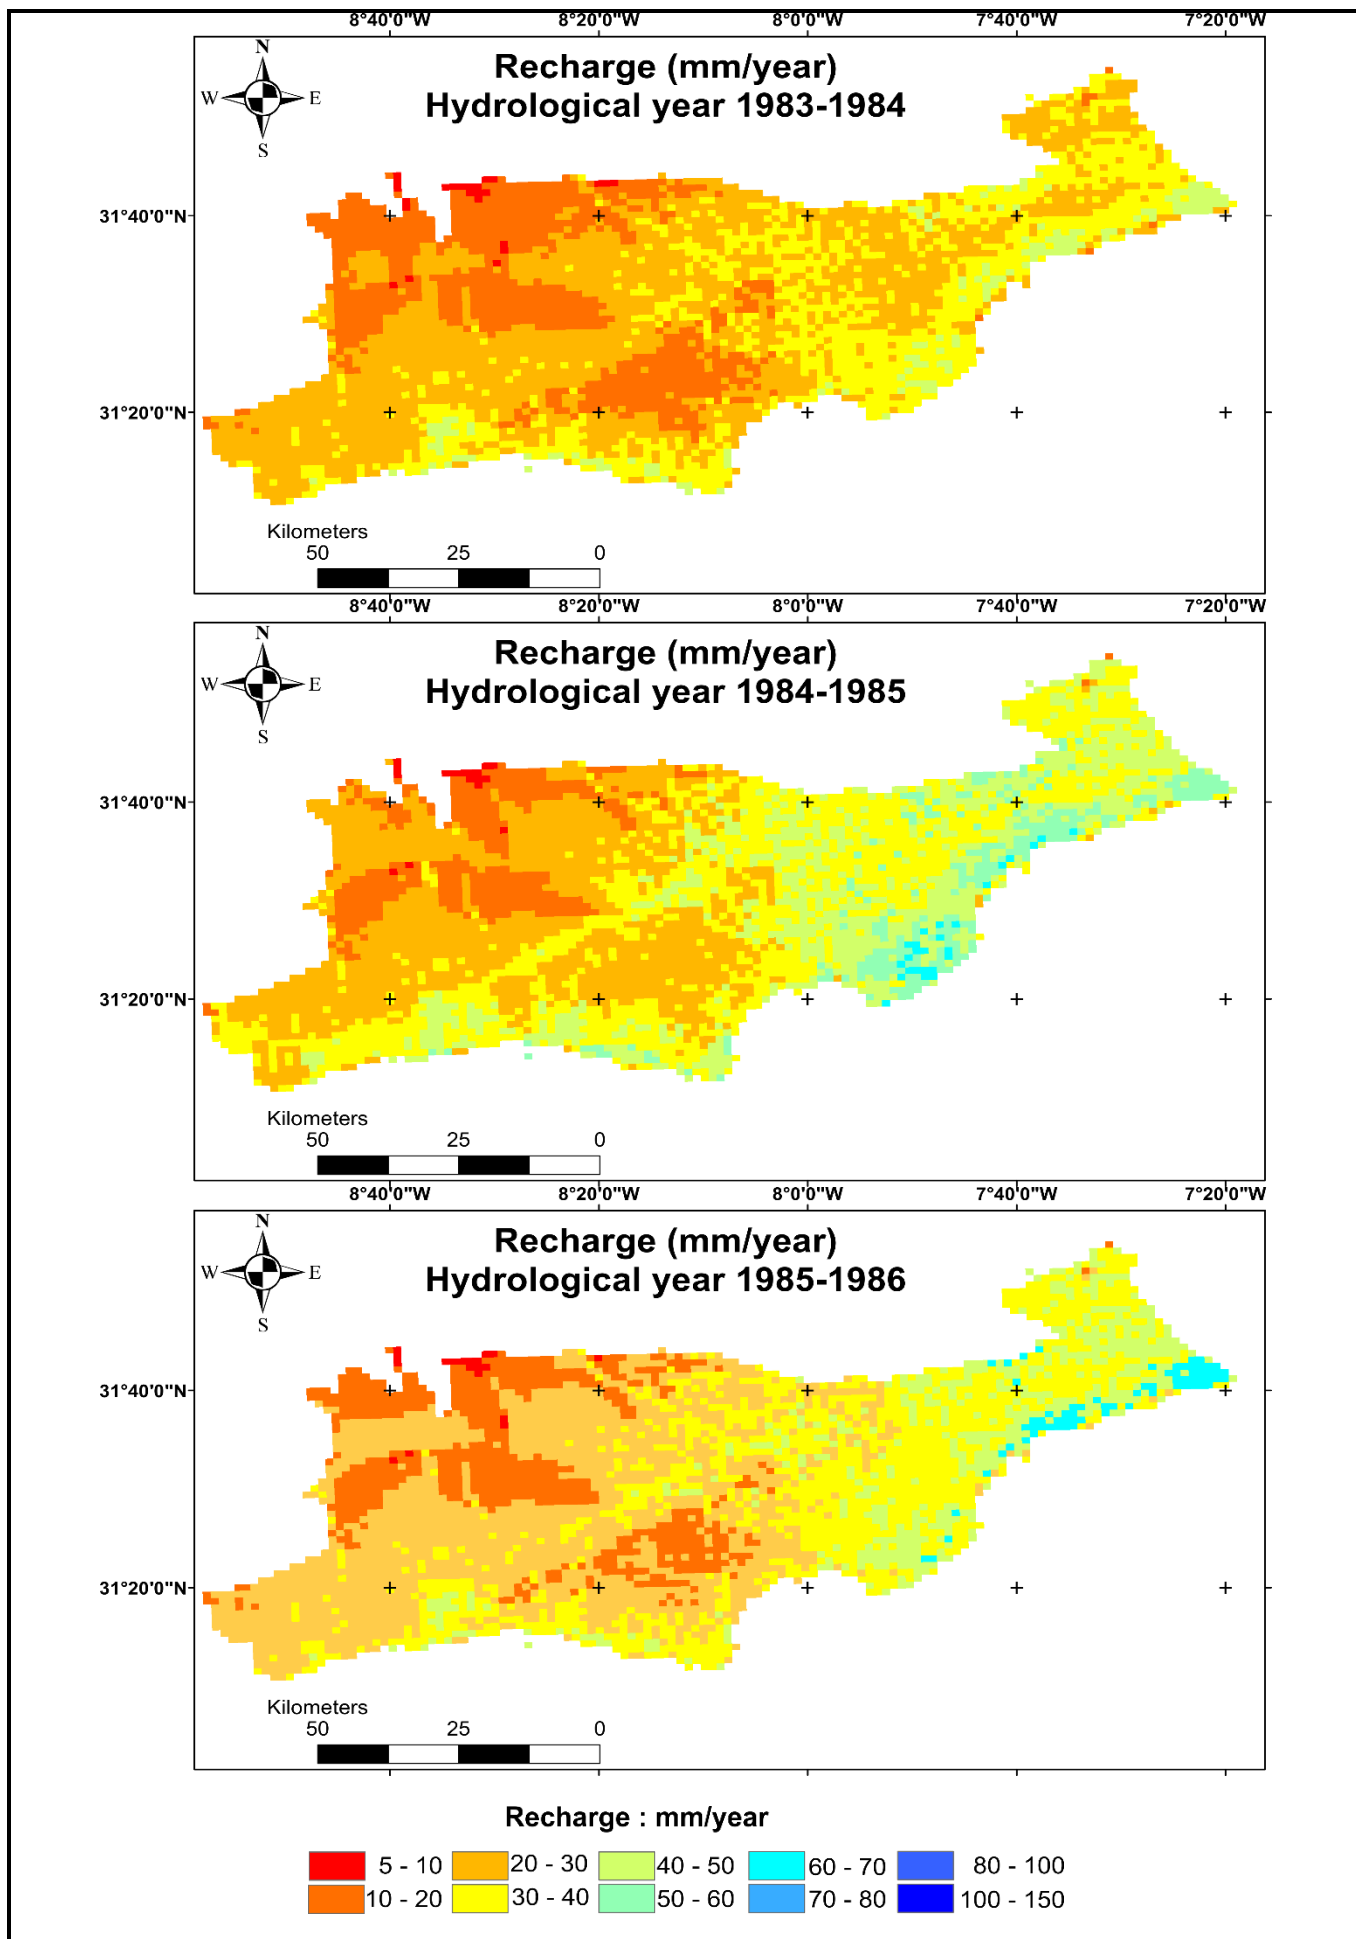 8°40'0"W 8°20'0"W 8°0'0"W 7°40'0"W 7°20'0"W
N
W E
S
Recharge (mm/year)
Hydrological year 1983-1984
31°40'0"N
31°20'0"N
Kilometers
50 25 0
8°40'0"W 8°20'0"W 8°0'0"W 7°40'0"W 7°20'0"W
N
W E
S
Recharge (mm/year)
Hydrological year 1984-1985
31°40'0"N
31°20'0"N
Kilometers
50 25 0
8°40'0"W 8°20'0"W 8°0'0"W 7°40'0"W 7°20'0"W
N
W E
S
Recharge (mm/year)
Hydrological year 1985-1986
31°40'0"N
31°20'0"N
Kilometers
50 25 0
Recharge : mm/year
5 - 10 20 - 30 40 - 50 60 - 70 80 - 100
10 - 20 30 - 40 50 - 60 70 - 80 100 - 150